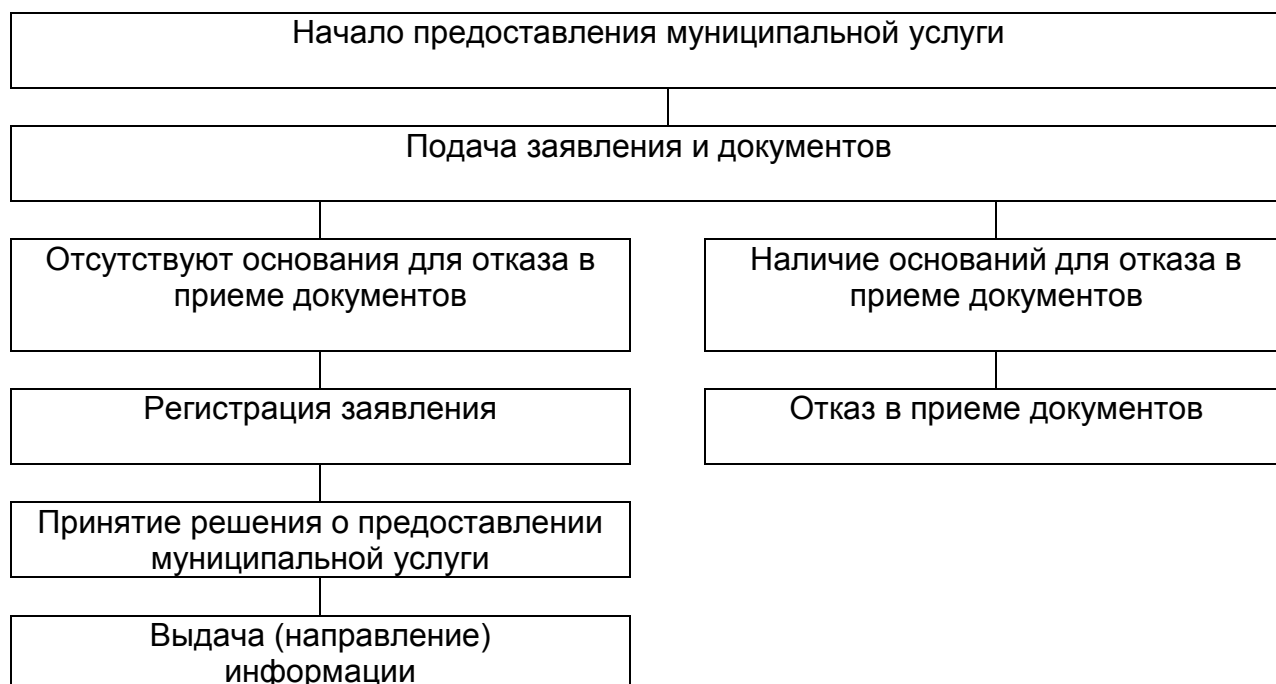 Начало предоставления муниципальной услуги
Подача заявления и документов
Отсутствуют основания для отказа в
приеме документов
Наличие оснований для отказа в
приеме документов
Регистрация заявления
Отказ в приеме документов
Принятие решения о предоставлении
муниципальной услуги
Выдача (направление)
информации